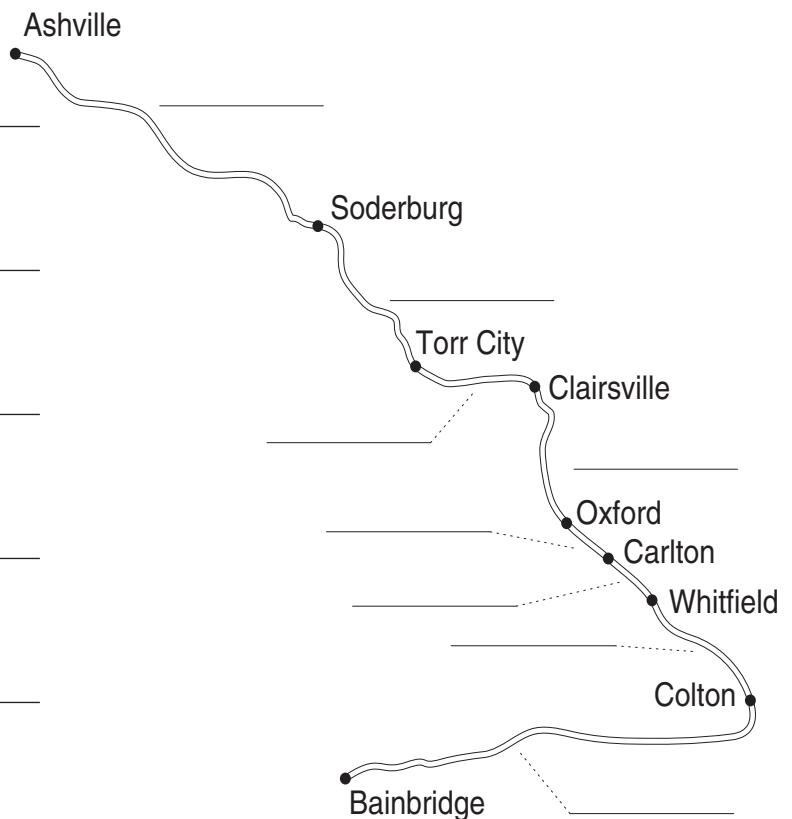 Ashville
Soderburg
Torr City
Clairsville
Oxford
Carlton
Whitfield
Colton
Bainbridge